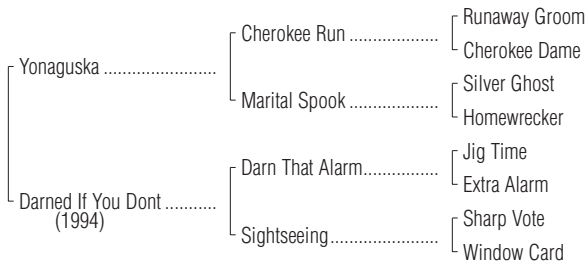 Runaway Groom
Cherokee Run ...................
Cherokee Dame
Yonaguska ........................
Silver Ghost
Marital Spook ...................
Homewrecker
Jig Time
Darn That Alarm................
Extra Alarm
Darned If You Dont ...........
(1994)
Sharp Vote
Sightseeing.......................
Window Card